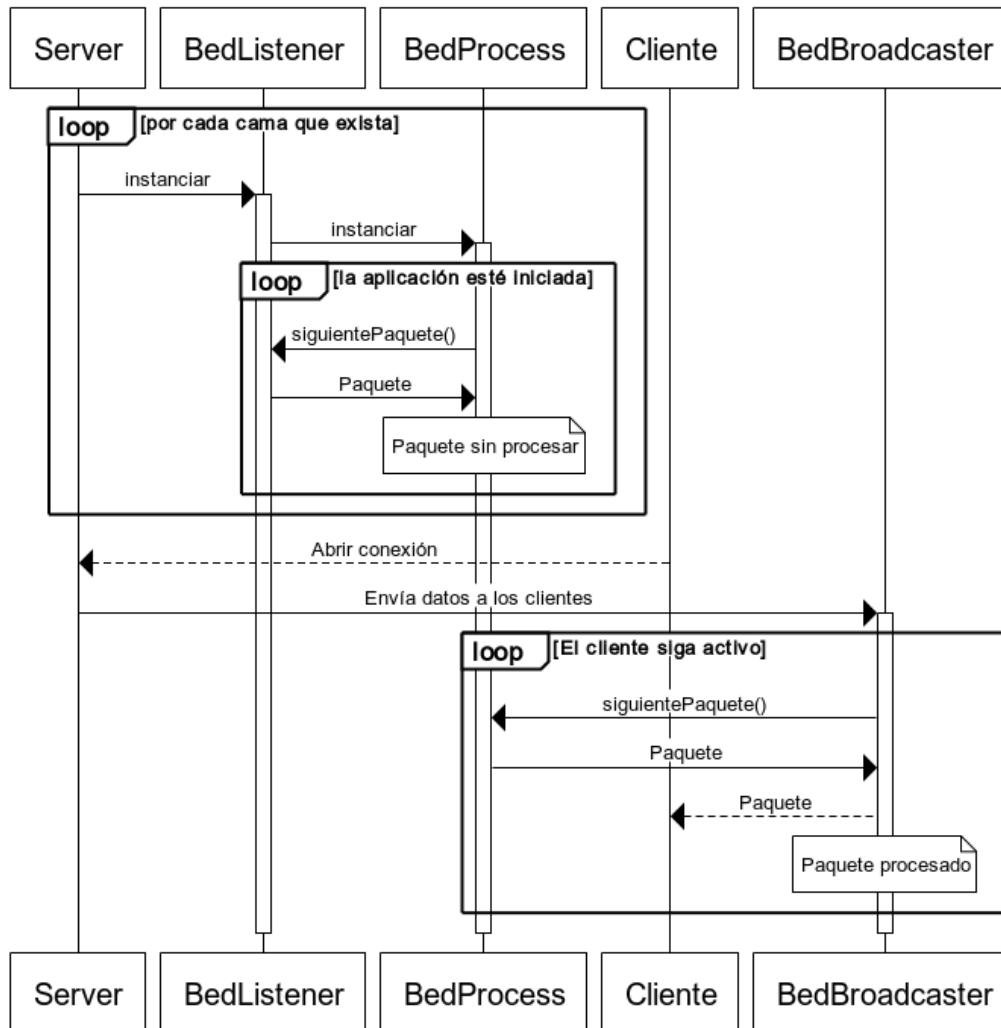 Server BedListener BedProcess Cliente BedBroadcaster
loop [por cada cama que exista]
instanciar
instanciar
loop [la aplicación esté iniciada]
siguientePaquete()
Paquete
Paquete sin procesar
Abrir conexión
Envía datos a los clientes
loop [El cliente siga activo]
siguientePaquete()
Paquete
Paquete
Paquete procesado
Server BedListener BedProcess Cliente BedBroadcaster